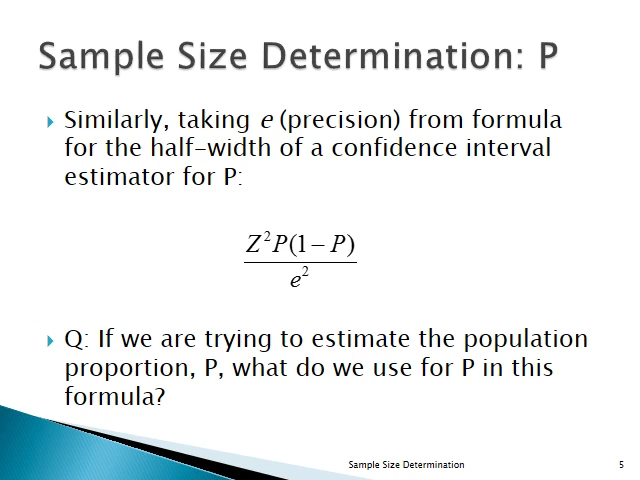 Sample Size Determination: P
Similarly, taking e (precision) from formula
for the half-width of a confidence interval
estimator for P:
Z²P(1 – P)
e²
Q: If we are trying to estimate the population
proportion, P, what do we use for P in this
formula?
Sample Size Determination 5